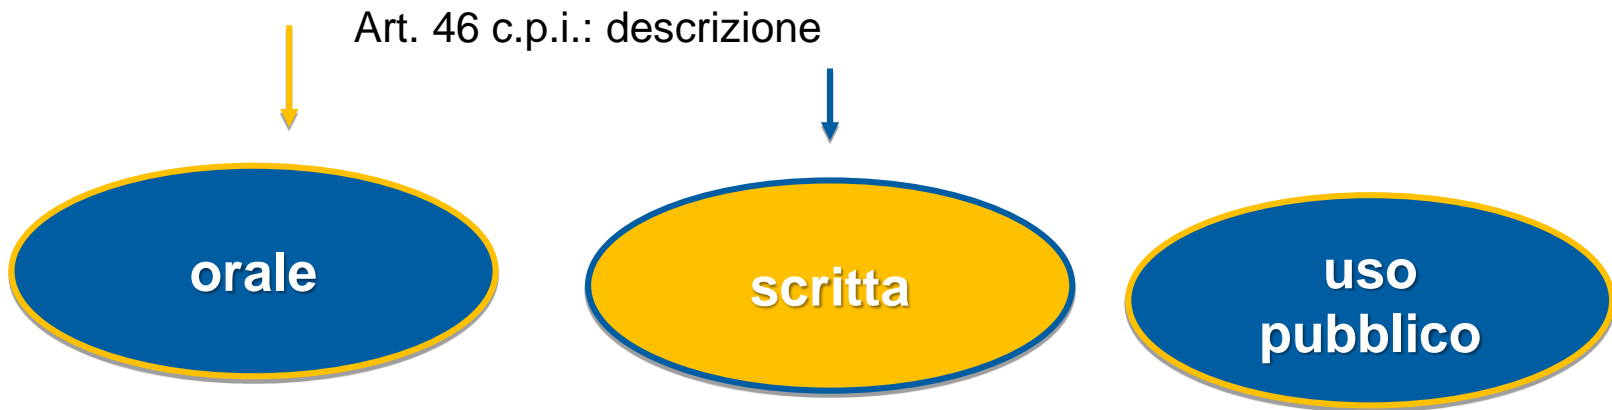 Art. 46 c.p.i.: descrizione
orale
scritta
uso
pubblico